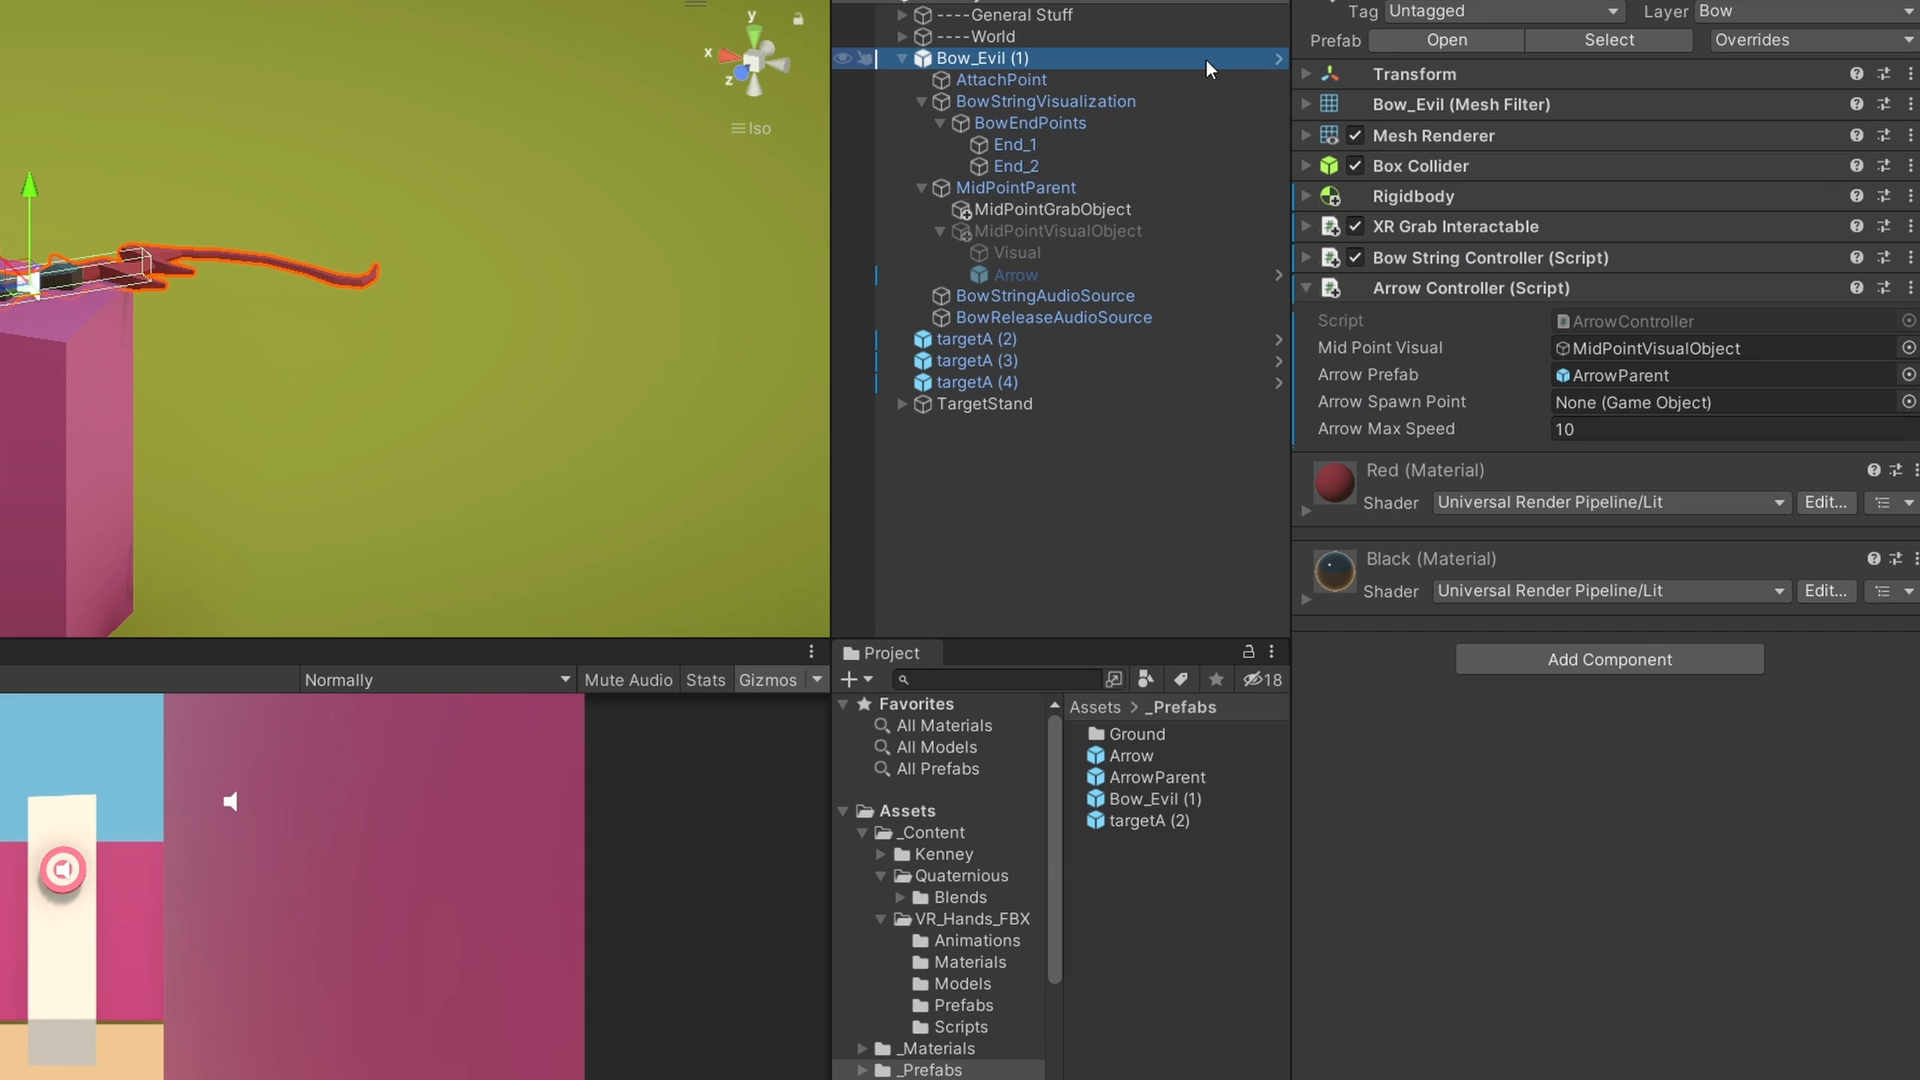 y
x
z
Iso
----General Stuff
----World
Bow_Evil (1)
AttachPoint
BowStringVisualization
BowEndPoints
End_1
End_2
MidPointParent
MidPointGrabObject
MidPointVisualObject
Visual
Arrow
BowStringAudioSource
BowReleaseAudioSource
targetA (2)
targetA (3)
targetA (4)
TargetStand
Tag Untagged Layer Bow
Prefab Open Select Overrides
Transform
Bow_Evil (Mesh Filter)
Mesh Renderer
Box Collider
Rigidbody
XR Grab Interactable
Bow String Controller (Script)
Arrow Controller (Script)
Script ArrowController
Mid Point Visual MidPointVisualObject
Arrow Prefab ArrowParent
Arrow Spawn Point None (Game Object)
Arrow Max Speed 10
Red (Material)
Shader Universal Render Pipeline/Lit Edit...
Black (Material)
Shader Universal Render Pipeline/Lit Edit...
Add Component
Normally Mute Audio Stats Gizmos
Project
18
Favorites
All Materials
All Models
All Prefabs
Assets
_Content
Kenney
Quaternious
Blends
VR_Hands_FBX
Animations
Materials
Models
Prefabs
Scripts
_Materials
_Prefabs
Assets > _Prefabs
Ground
Arrow
ArrowParent
Bow_Evil (1)
targetA (2)